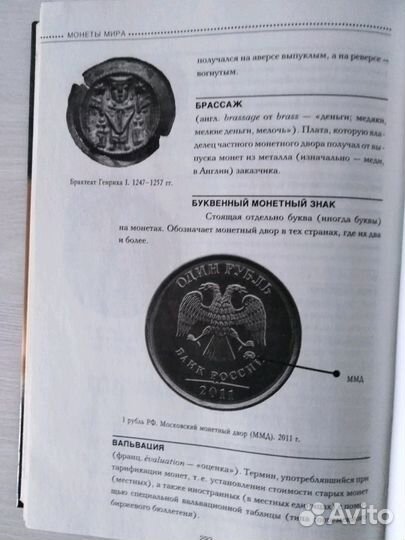 МОНЕТЫ МИРА
получался на аверсе выпуклым, а на реверсе –
вогнутым.
БРАССАЖ
(англ. brassage от brass — «деньги; медяки,
мелкие деньги, мелочь»). Плата, которую вла-
делец частного монетного двора получал от вы-
пуска монет из металла (изначально — меди,
в Англии) заказчика.
Брактеат Генриха I. 1247–1257 гг.
БУКВЕННЫЙ МОНЕТНЫЙ ЗНАК
Стоящая отдельно буква (иногда буквы)
на монетах. Обозначает монетный двор в тех странах, где их два
и более.
ОДИН РУБЛЬ
БАНК РОССИИ
2011
ММД
1 рубль РФ. Московский монетный двор (ММД). 2011 г.
ВАЛЬВАЦИЯ
(франц. évaluation — «оценка»). Термин, употреблявшийся при
тарификации монет, т. е. установлении стоимости старых монет
(местных), а также иностранных (в местных еди
щью специальной вальвационной таблицы
биржевого бюллетеня).
Avito